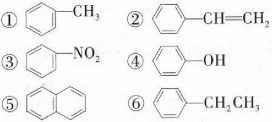 ① CH₃ ② CH=CH₂
③ NO₂ ④ OH
⑤ ⑥ CH₂CH₃